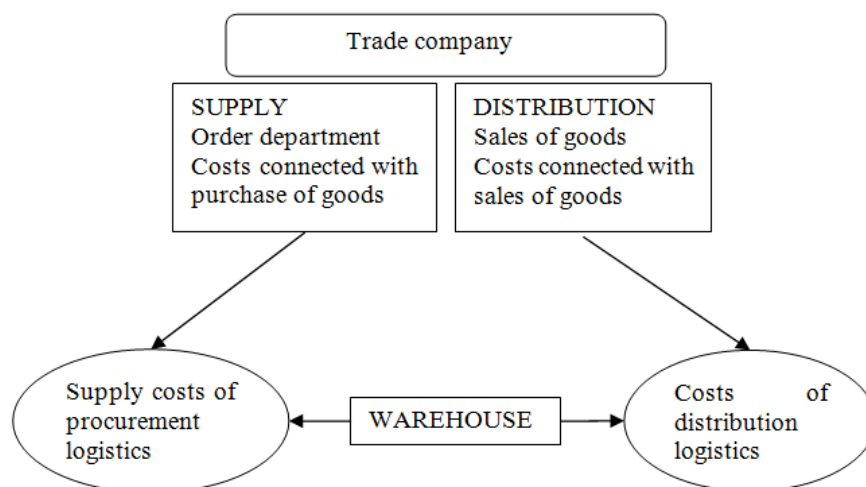 Trade company
SUPPLY
Order department
Costs connected with
purchase of goods
DISTRIBUTION
Sales of goods
Costs connected with
sales of goods
Supply costs of
procurement
logistics
WAREHOUSE
Costs of
distribution
logistics